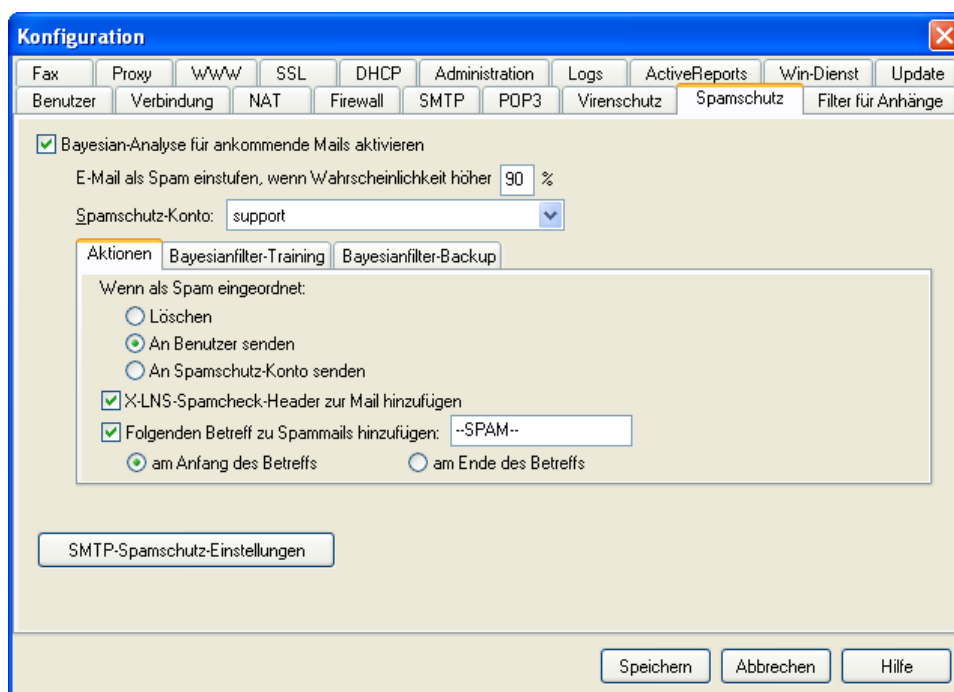 Konfiguration
Fax Proxy WWW SSL DHCP Administration Logs ActiveReports Win-Dienst Update
Benutzer Verbindung NAT Firewall SMTP POP3 Virenschutz Spamschutz Filter für Anhänge
Bayesian-Analyse für ankommende Mails aktivieren
E-Mail als Spam einstufen, wenn Wahrscheinlichkeit höher 90 %
Spamschutz-Konto: support
Aktionen Bayesianfilter-Training Bayesianfilter-Backup
Wenn als Spam eingeordnet:
Löschen
An Benutzer senden
An Spamschutz-Konto senden
X-LNS-Spamcheck-Header zur Mail hinzufügen
Folgenden Betreff zu Spammails hinzufügen: --SPAM--
am Anfang des Betreffs am Ende des Betreffs
SMTP-Spamschutz-Einstellungen
Speichern Abbrechen Hilfe